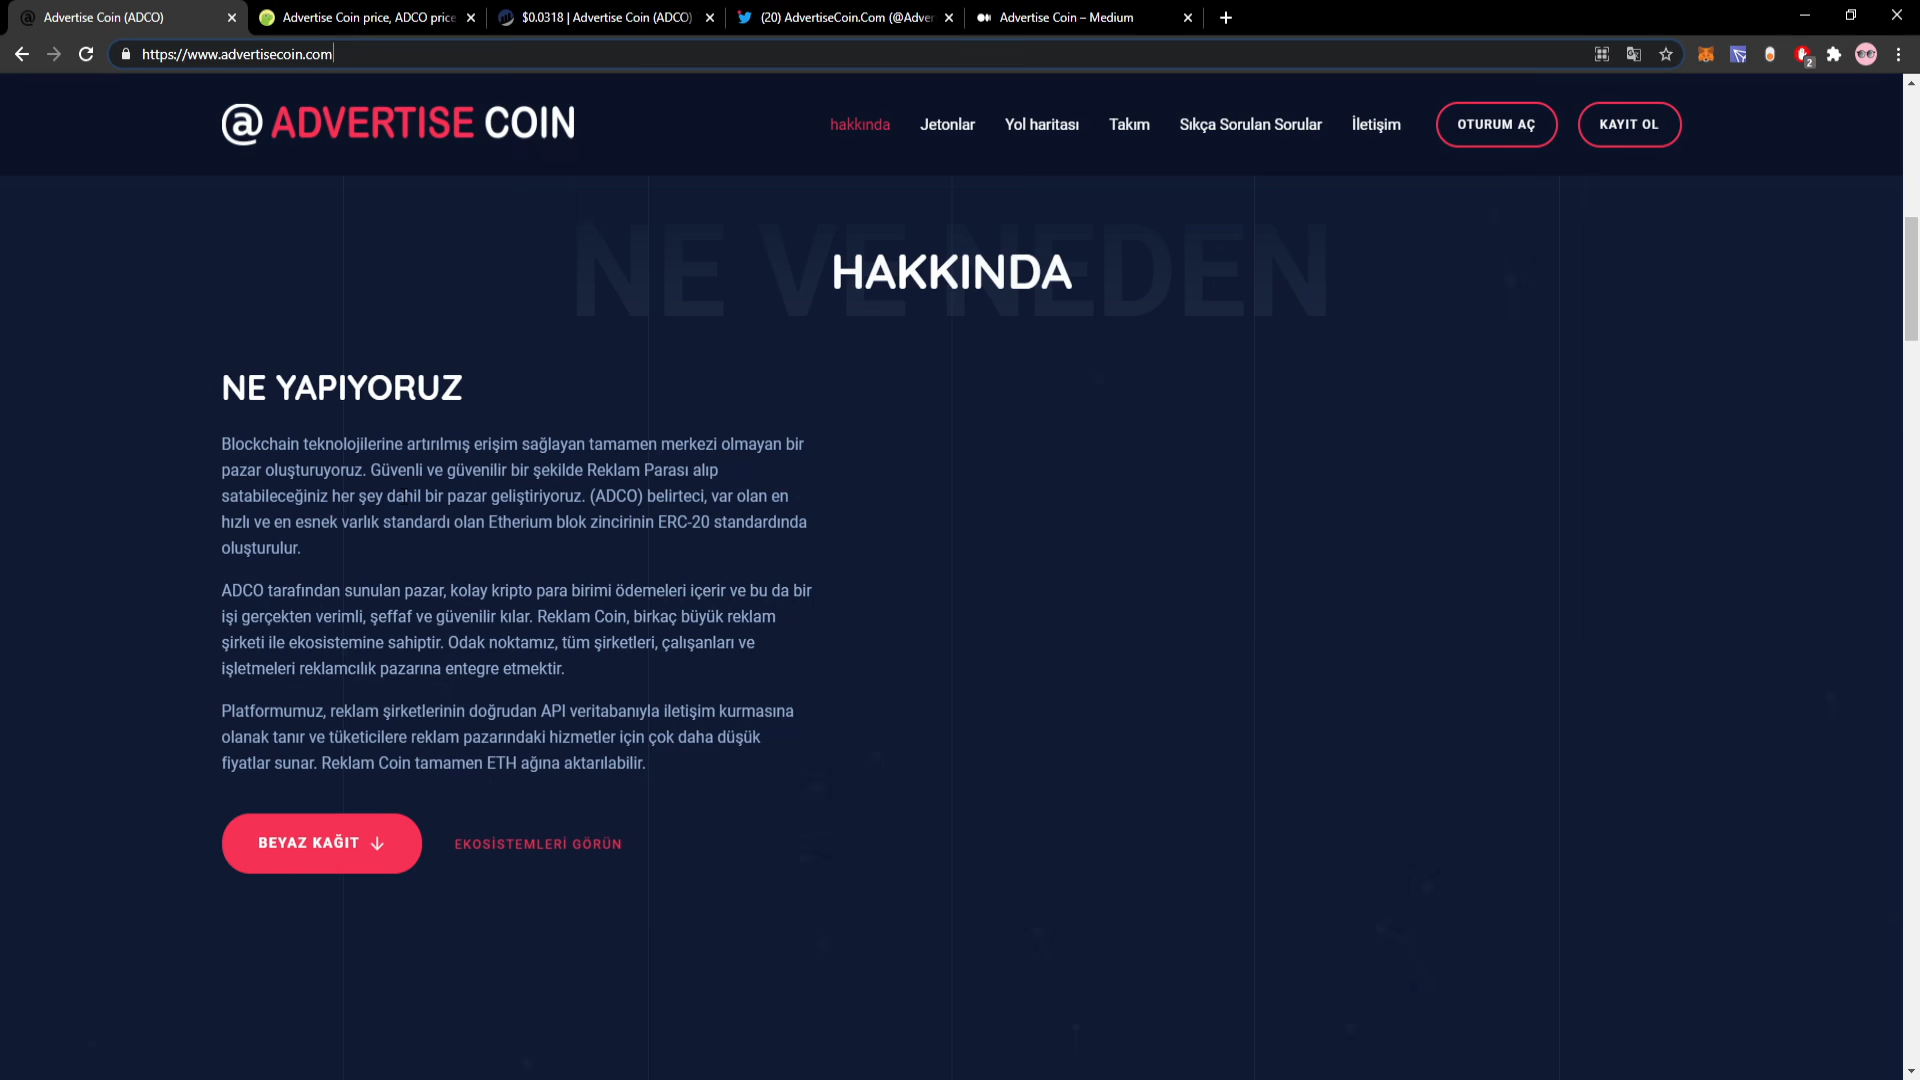 Advertise Coin (ADCO)
Advertise Coin price, ADCO price
$0.0318 | Advertise Coin (ADCO)
(20) AdvertiseCoin.Com (@Adver
Advertise Coin – Medium
https://www.advertisecoin.com
2
@ ADVERTISE COIN
hakkında
Jetonlar
Yol haritası
Takım
Sıkça Sorulan Sorular
İletişim
OTURUM AÇ
KAYIT OL
NE VE NEDEN
HAKKINDA
NE YAPIYORUZ
Blockchain teknolojilerine artırılmış erişim sağlayan tamamen merkezi olmayan bir
pazar oluşturuyoruz. Güvenli ve güvenilir bir şekilde Reklam Parası alıp
satabileceğiniz her şey dahil bir pazar geliştiriyoruz. (ADCO) belirteci, var olan en
hızlı ve en esnek varlık standardı olan Etherium blok zincirinin ERC-20 standardında
oluşturulur.
ADCO tarafından sunulan pazar, kolay kripto para birimi ödemeleri içerir ve bu da bir
işi gerçekten verimli, şeffaf ve güvenilir kılar. Reklam Coin, birkaç büyük reklam
şirketi ile ekosistemine sahiptir. Odak noktamız, tüm şirketleri, çalışanları ve
işletmeleri reklamcılık pazarına entegre etmektir.
Platformumuz, reklam şirketlerinin doğrudan API veritabanıyla iletişim kurmasına
olanak tanır ve tüketicilere reklam pazarındaki hizmetler için çok daha düşük
fiyatlar sunar. Reklam Coin tamamen ETH ağına aktarılabilir.
BEYAZ KAĞIT
EKOSİSTEMLERİ GÖRÜN